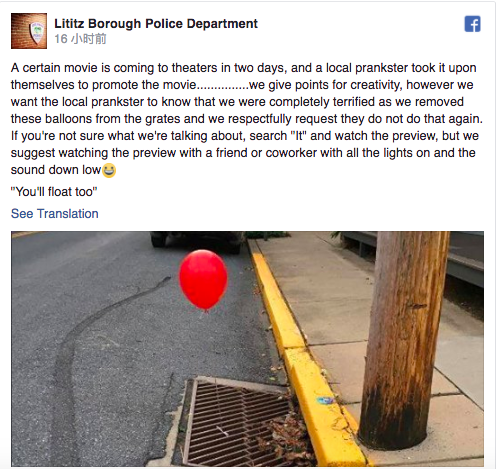 Lititz Borough Police Department
16 小时前
A certain movie is coming to theaters in two days, and a local prankster took it upon
themselves to promote the movie..............we give points for creativity, however we
want the local prankster to know that we were completely terrified as we removed
these balloons from the grates and we respectfully request they do not do that again.
If you're not sure what we're talking about, search "It" and watch the preview, but we
suggest watching the preview with a friend or coworker with all the lights on and the
sound down low😄
"You'll float too"
See Translation